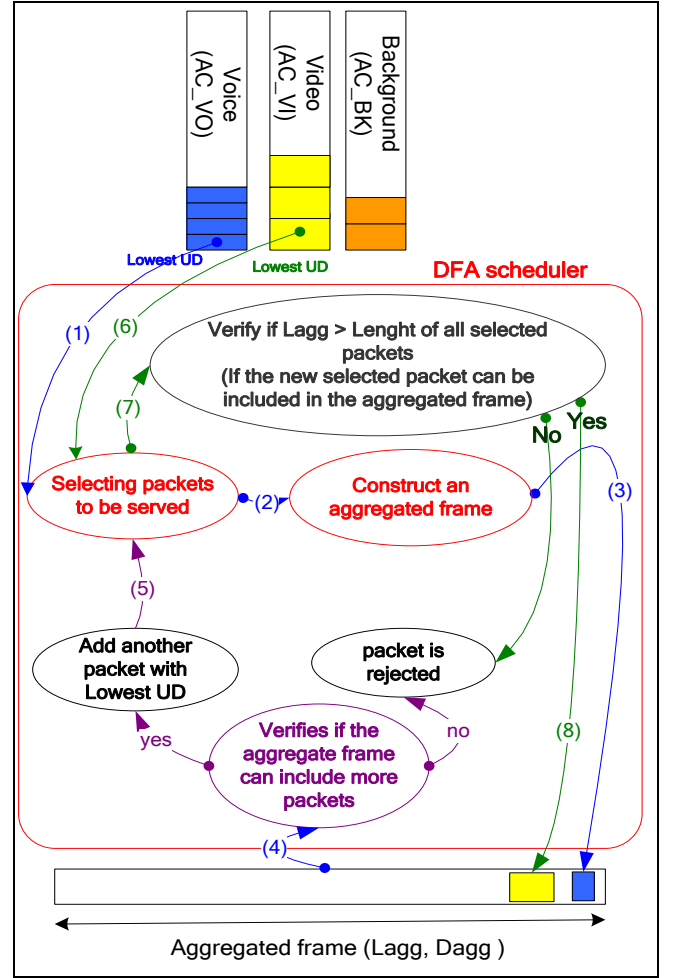 Voice
(AC_VO)
Video
(AC_VI)
Background
(AC_BK)
Lowest UD
Lowest UD
DFA scheduler
(1)
(6)
Verify if Lagg > Lenght of all selected
packets
(If the new selected packet can be
included in the aggregated frame)
(7)
No
Yes
Selecting packets
to be served
(2)
Construct an
aggregated frame
(3)
(5)
Add another
packet with
Lowest UD
packet is
rejected
yes
Verifies if the
aggregate frame
can include more
packets
no
(8)
(4)
Aggregated frame (Lagg, Dagg )